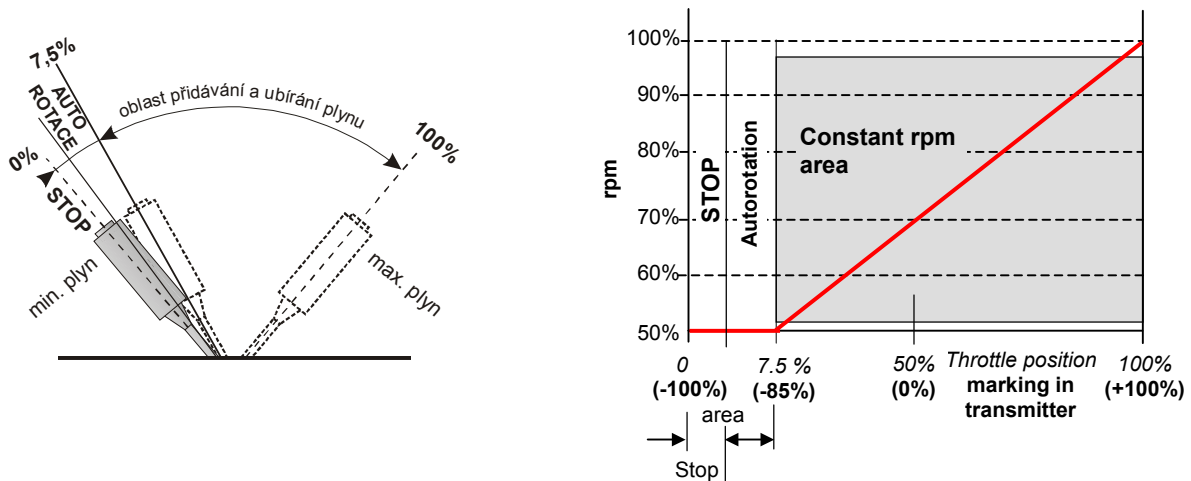 7,5%
AUTO
ROTACE
oblast přidávání a ubírání plynu
0%
100%
STOP
min. plyn
max. plyn
100%
90%
80%
70%
60%
50%
rpm
STOP
Autorotation
Constant rpm
area
0
(-100%)
7.5 %
(-85%)
50%
(0%)
Throttle position
marking in
transmitter
100%
(+100%)
area
Stop